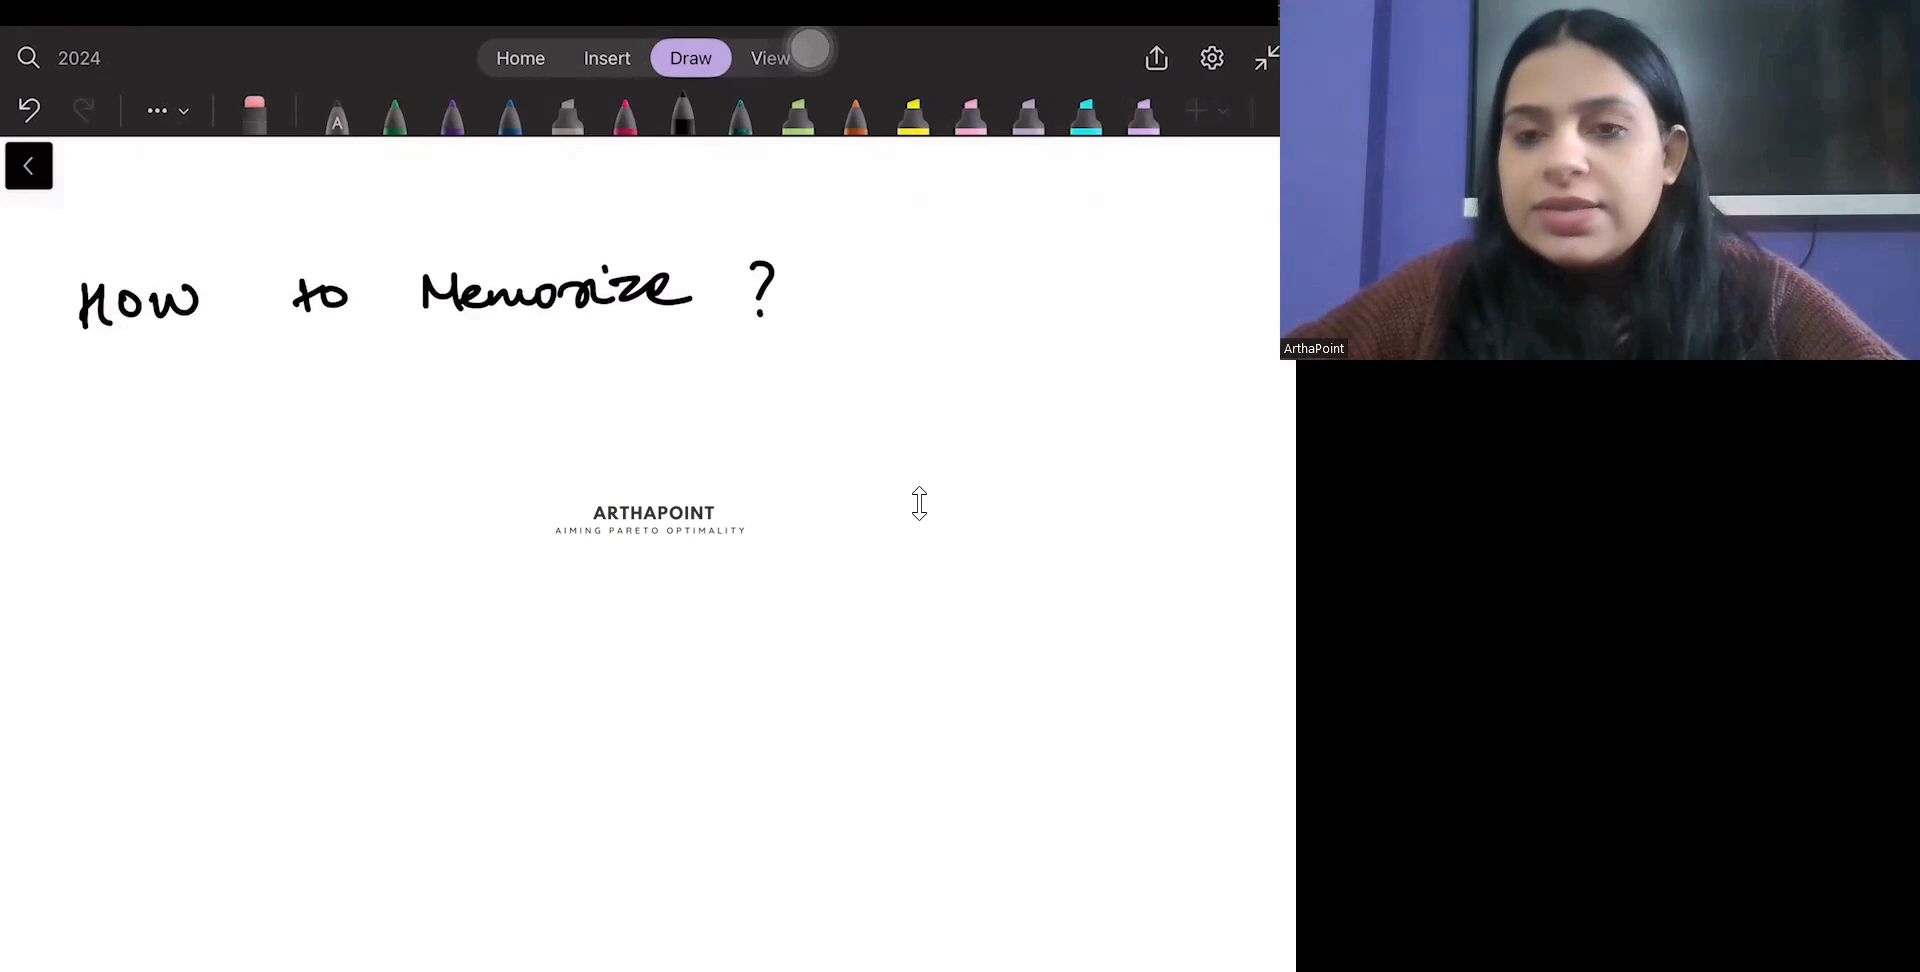 2024
Home Insert Draw View
A
How to Memorize ?
ArthaPoint
ARTHAPOINT
AIMING PARETO OPTIMALITY